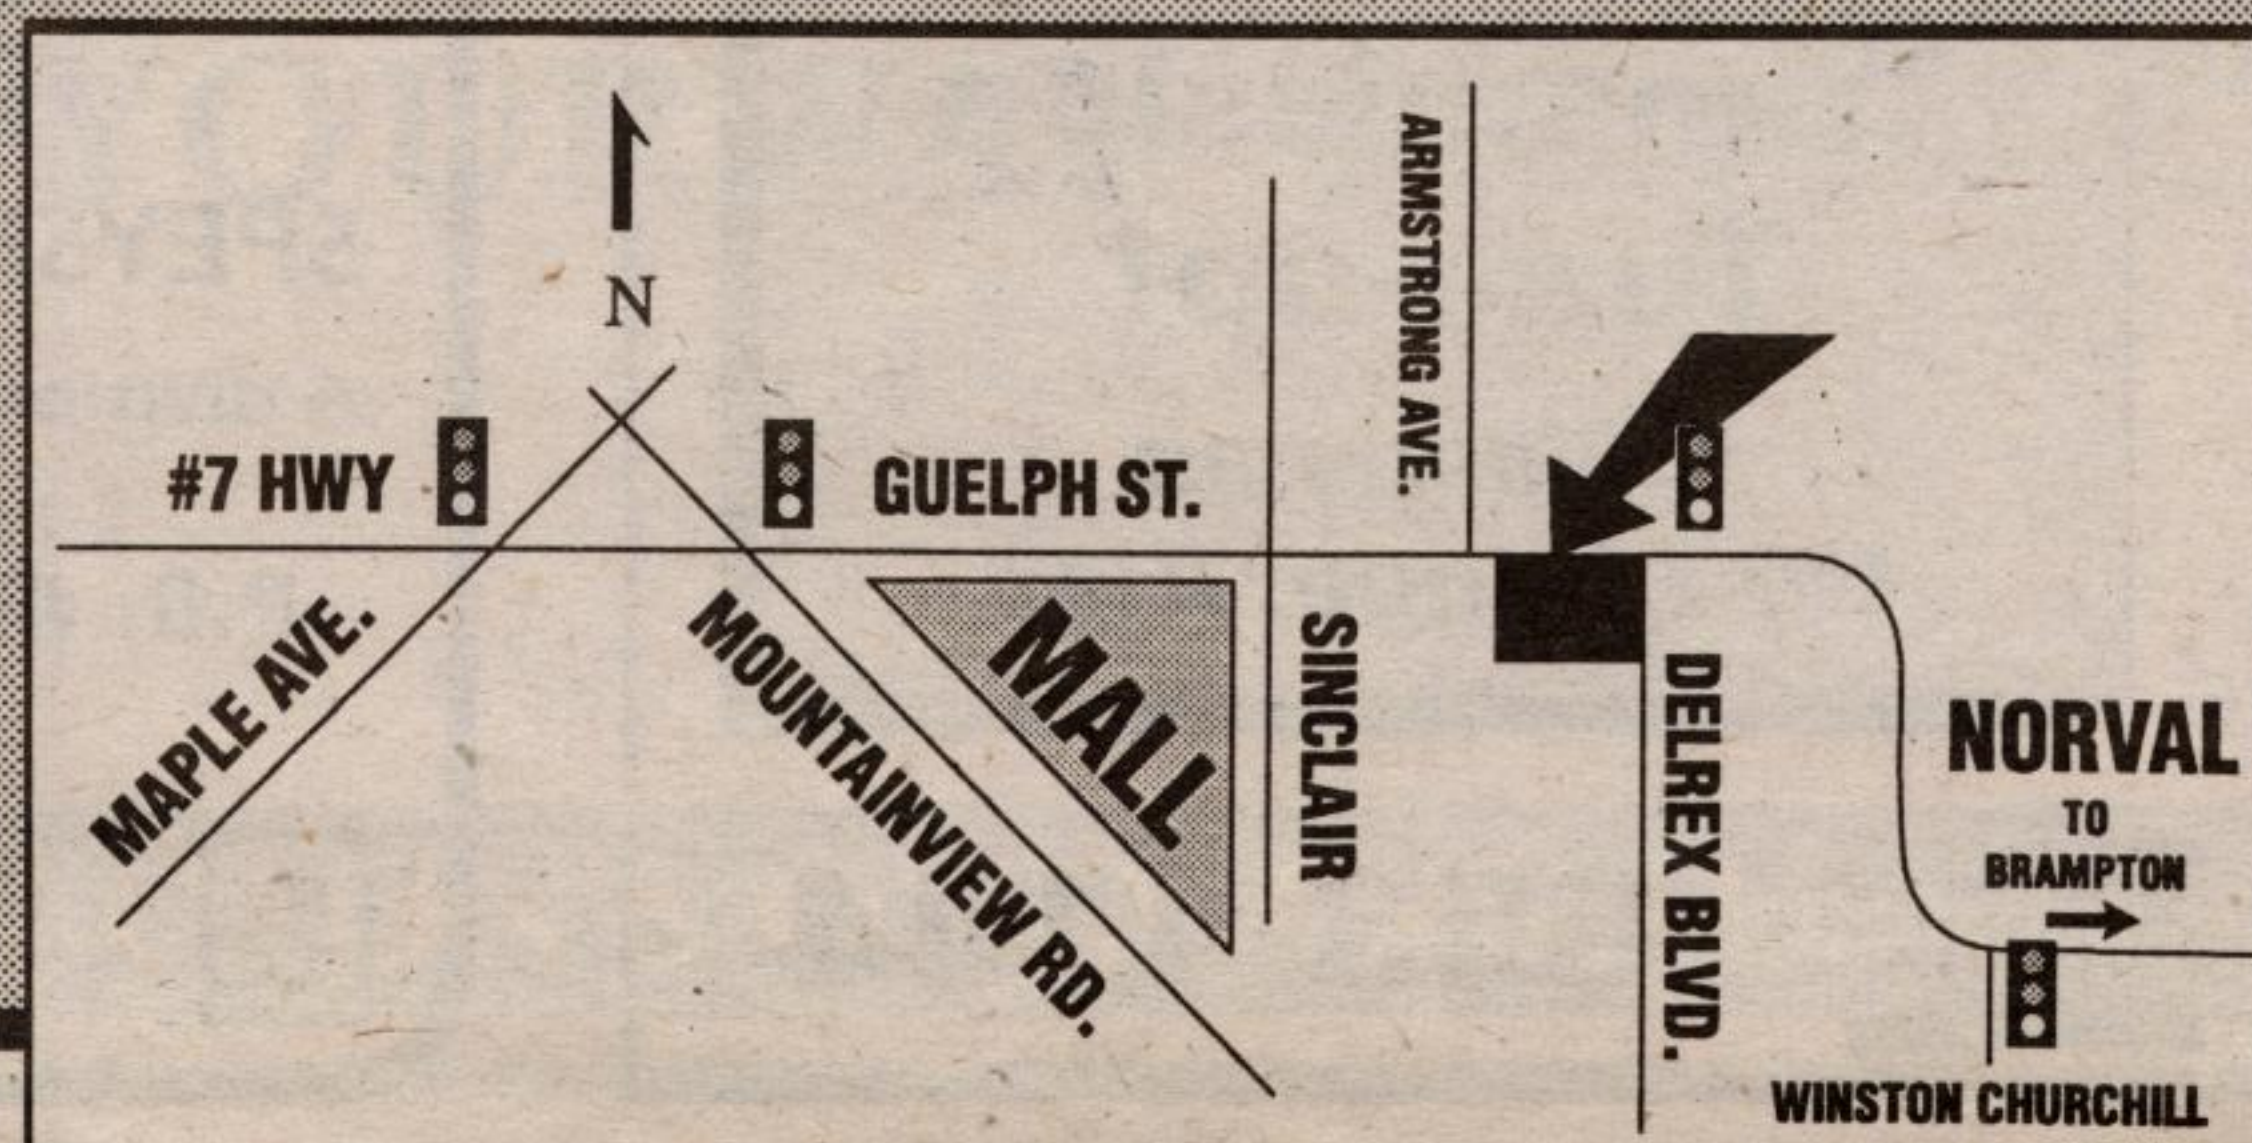 N
ARMSTRONG AVE.
#7 HWY
GUELPH ST.
MAPLE AVE.
MOUNTAINVIEW RD.
MALL
SINCLAIR
DELREX BLVD.
NORVAL
TO
BRAMPTON
WINSTON CHURCHILL